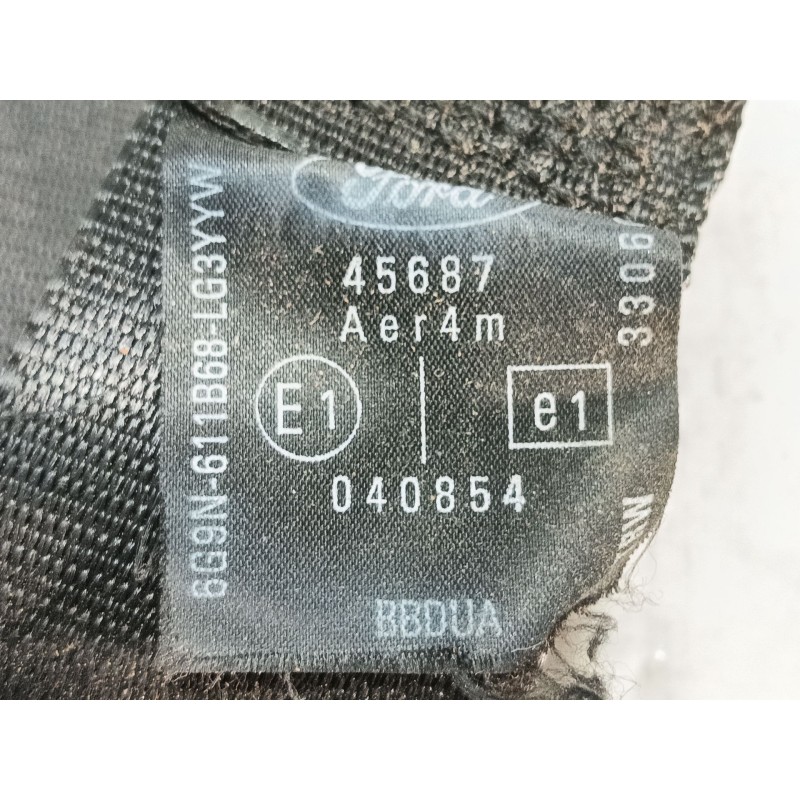 Ford
45687
Aer4m
E1
e1
040854
BBDUA
6G9N-611B68-LG3YYW
3306